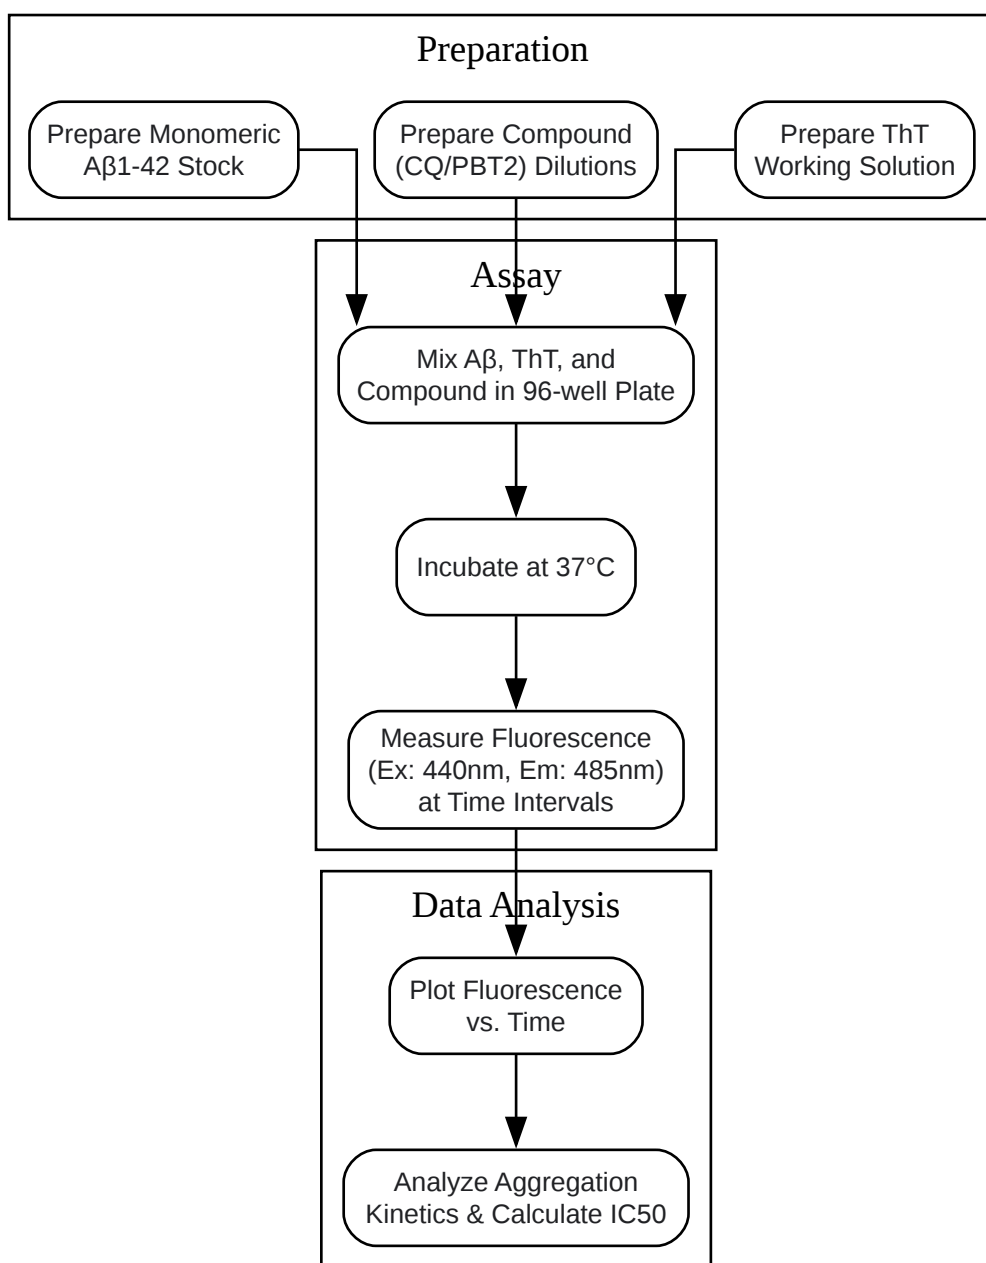 Preparation
Prepare Monomeric
Aβ1-42 Stock
Prepare Compound
(CQ/PBT2) Dilutions
Prepare ThT
Working Solution
Assay
Mix Aβ, ThT, and
Compound in 96-well Plate
Incubate at 37°C
Measure Fluorescence
(Ex: 440nm, Em: 485nm)
at Time Intervals
Data Analysis
Plot Fluorescence
vs. Time
Analyze Aggregation
Kinetics & Calculate IC50